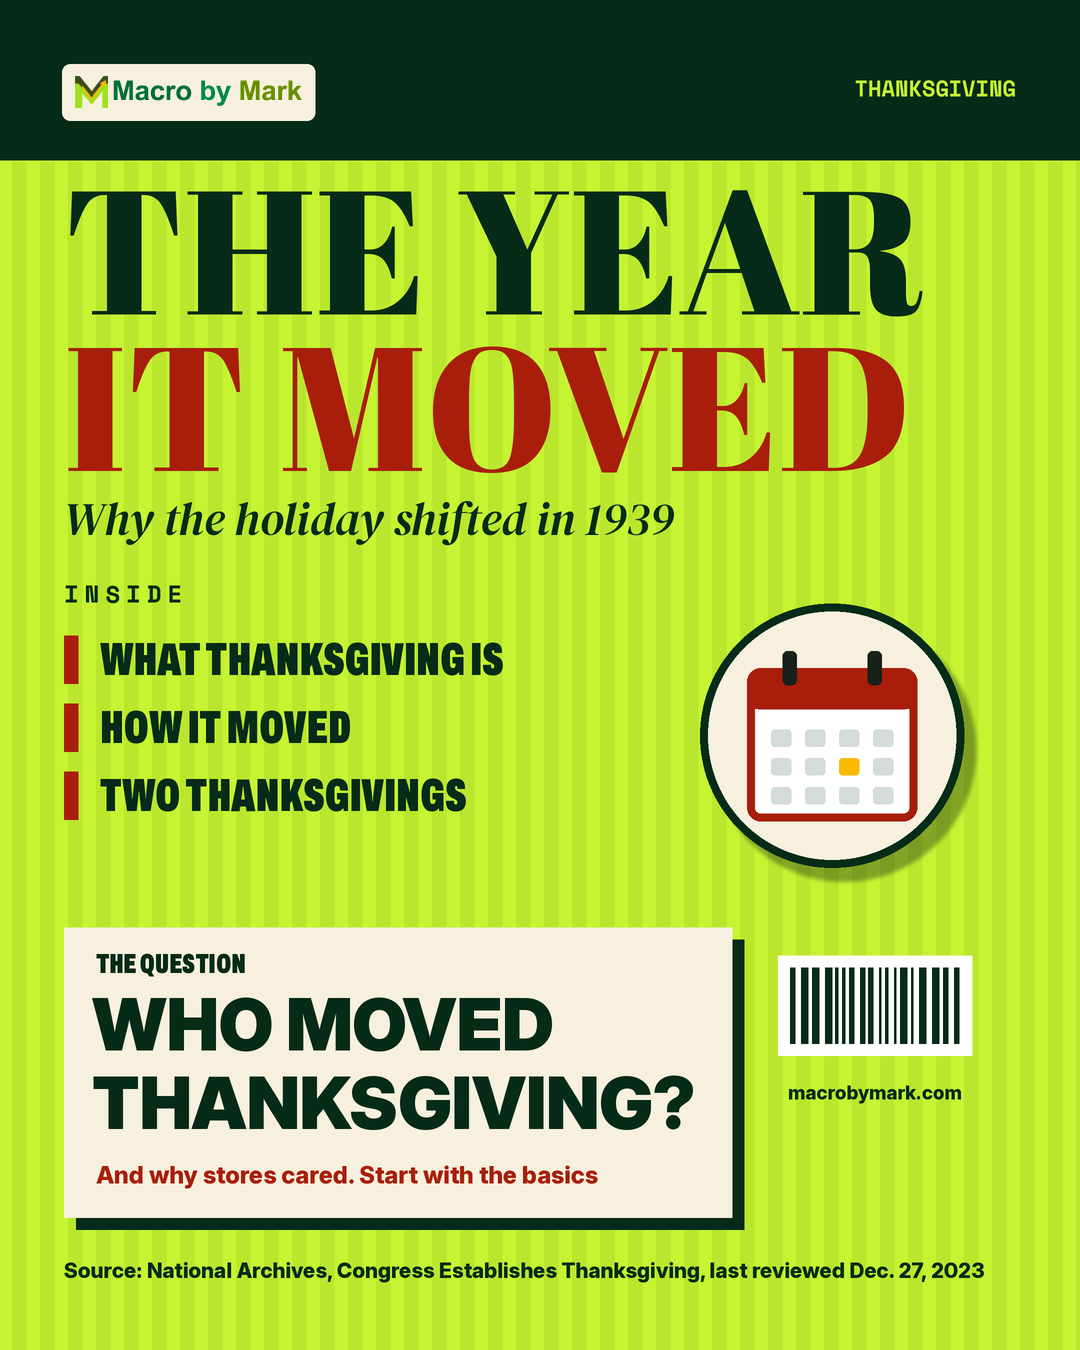 Macro by Mark
THANKSGIVING
THE YEAR
IT MOVED
Why the holiday shifted in 1939
INSIDE
WHAT THANKSGIVING IS
HOW IT MOVED
TWO THANKSGIVINGS
THE QUESTION
WHO MOVED
THANKSGIVING?
And why stores cared. Start with the basics
macrobymark.com
Source: National Archives, Congress Establishes Thanksgiving, last reviewed Dec. 27, 2023